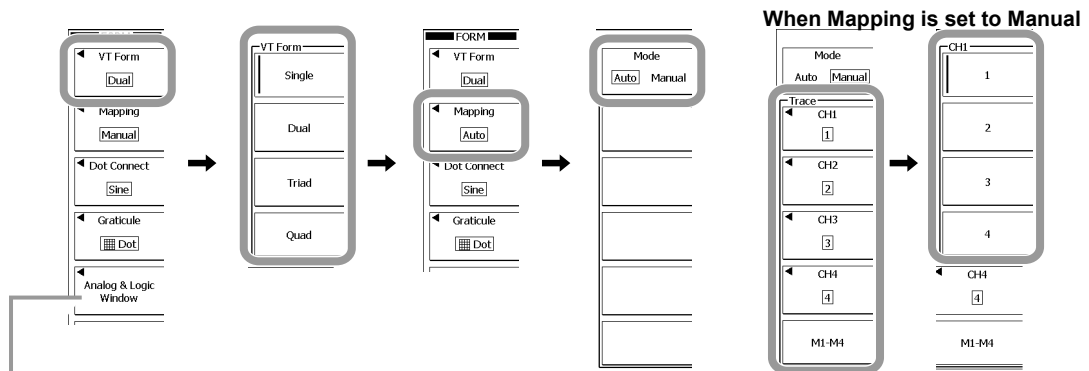 When Mapping is set to Manual
VT Form
Dual
Mapping
Manual
Dot Connect
Sine
Graticule
Dot
Analog & Logic
Window
VT Form
Single
Dual
Triad
Quad
FORM
VT Form
Dual
Mapping
Auto
Dot Connect
Sine
Graticule
Dot
Mode
Auto Manual
Mode
Auto Manual
Trace
CH1
1
CH2
2
CH3
3
CH4
4
M1-M4
CH1
1
2
3
4
CH4
4
M1-M4